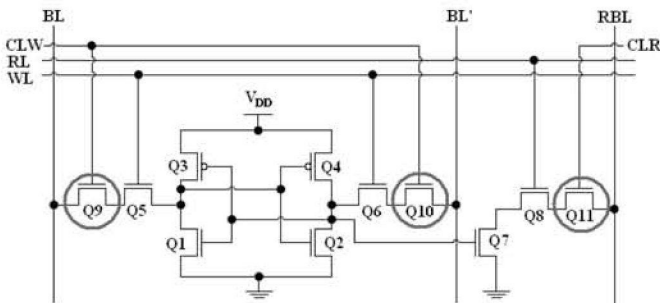 BL BL' RBL
CLW CLR
RL
WL
VDD
Q3 Q4
Q9 Q5 Q6 Q10 Q8 Q11
Q1 Q2 Q7